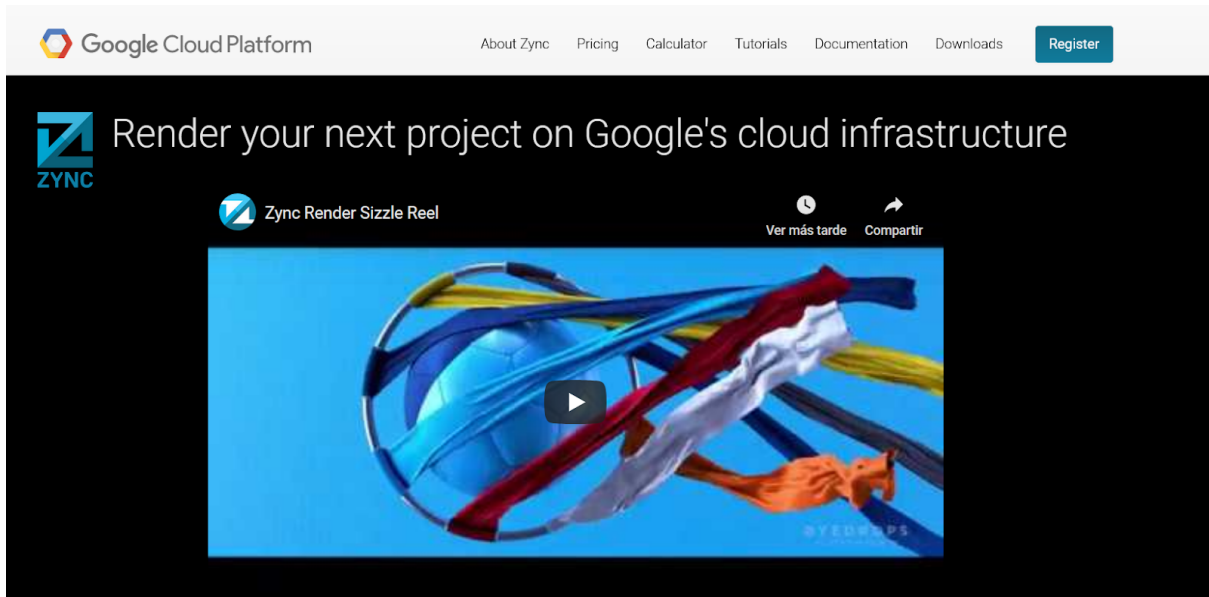 Google Cloud Platform
About Zync Pricing Calculator Tutorials Documentation Downloads Register
Render your next project on Google's cloud infrastructure
ZYNC
Zync Render Sizzle Reel
Ver más tarde Compartir